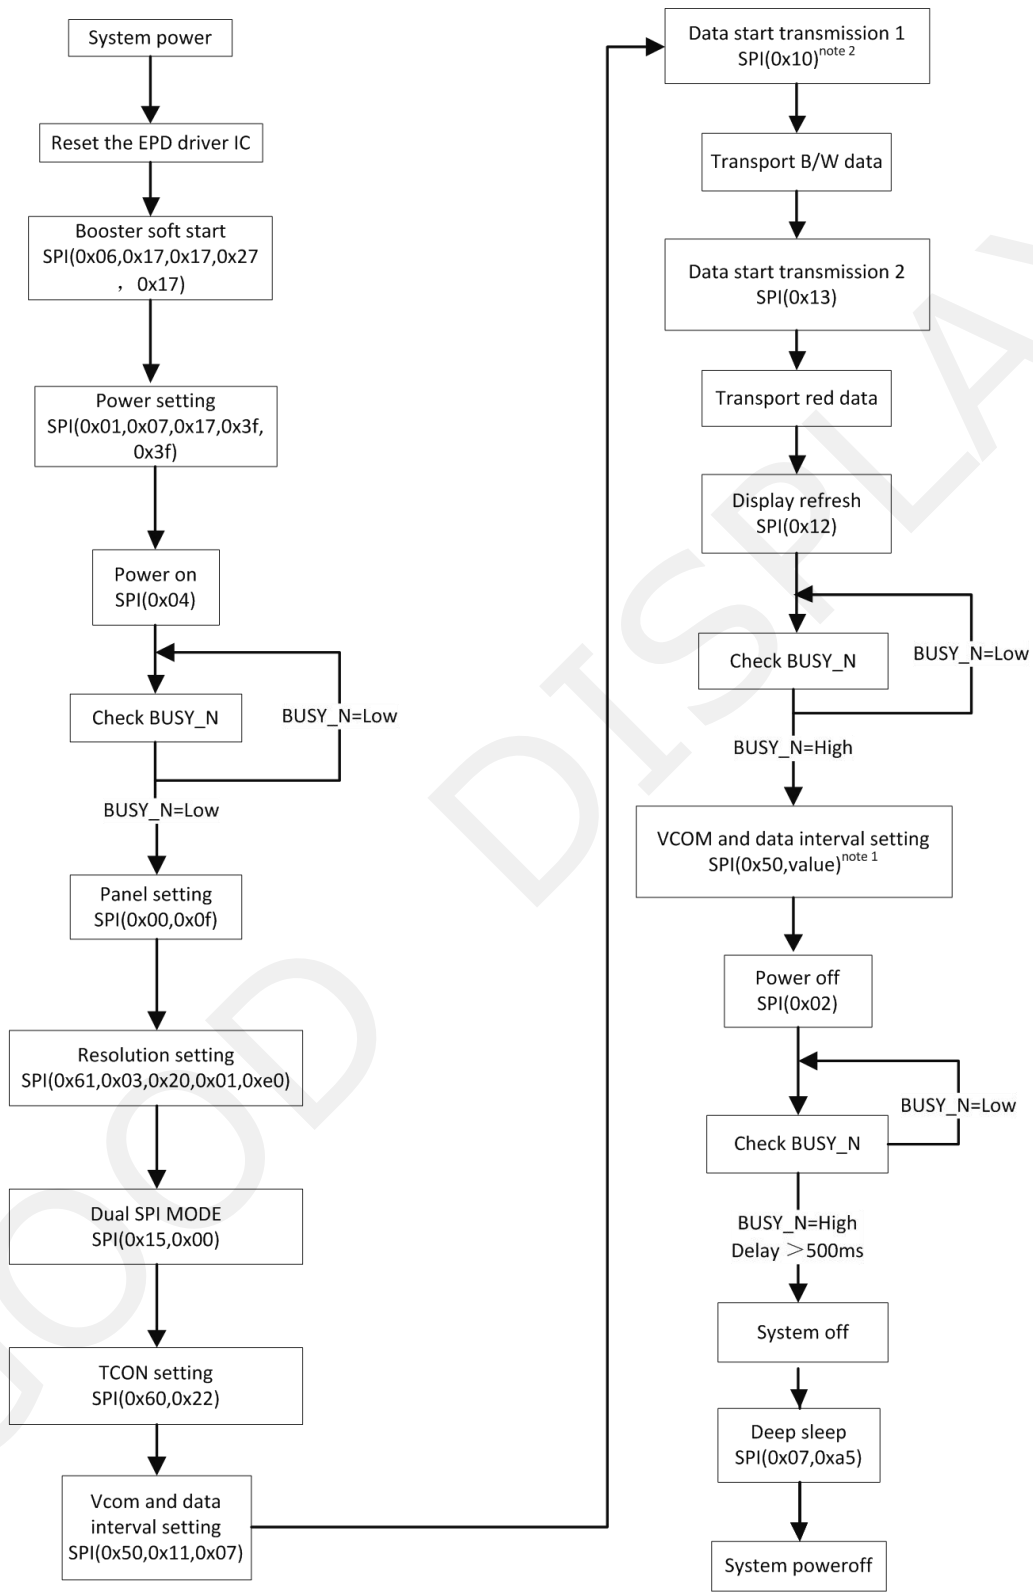 System power
Reset the EPD driver IC
Booster soft start
SPI(0x06,0x17,0x17,0x27
, 0x17)
Power setting
SPI(0x01,0x07,0x17,0x3f,
0x3f)
Power on
SPI(0x04)
Check BUSY_N
BUSY_N=Low
BUSY_N=Low
Panel setting
SPI(0x00,0x0f)
Resolution setting
SPI(0x61,0x03,0x20,0x01,0xe0)
Dual SPI MODE
SPI(0x15,0x00)
TCON setting
SPI(0x60,0x22)
Vcom and data
interval setting
SPI(0x50,0x11,0x07)
Data start transmission 1
SPI(0x10)note 2
Transport B/W data
Data start transmission 2
SPI(0x13)
Transport red data
Display refresh
SPI(0x12)
Check BUSY_N
BUSY_N=Low
BUSY_N=High
VCOM and data interval setting
SPI(0x50,value)note 1
Power off
SPI(0x02)
Check BUSY_N
BUSY_N=Low
BUSY_N=High
Delay ＞500ms
System off
Deep sleep
SPI(0x07,0xa5)
System poweroff
GOOD DISPLAY